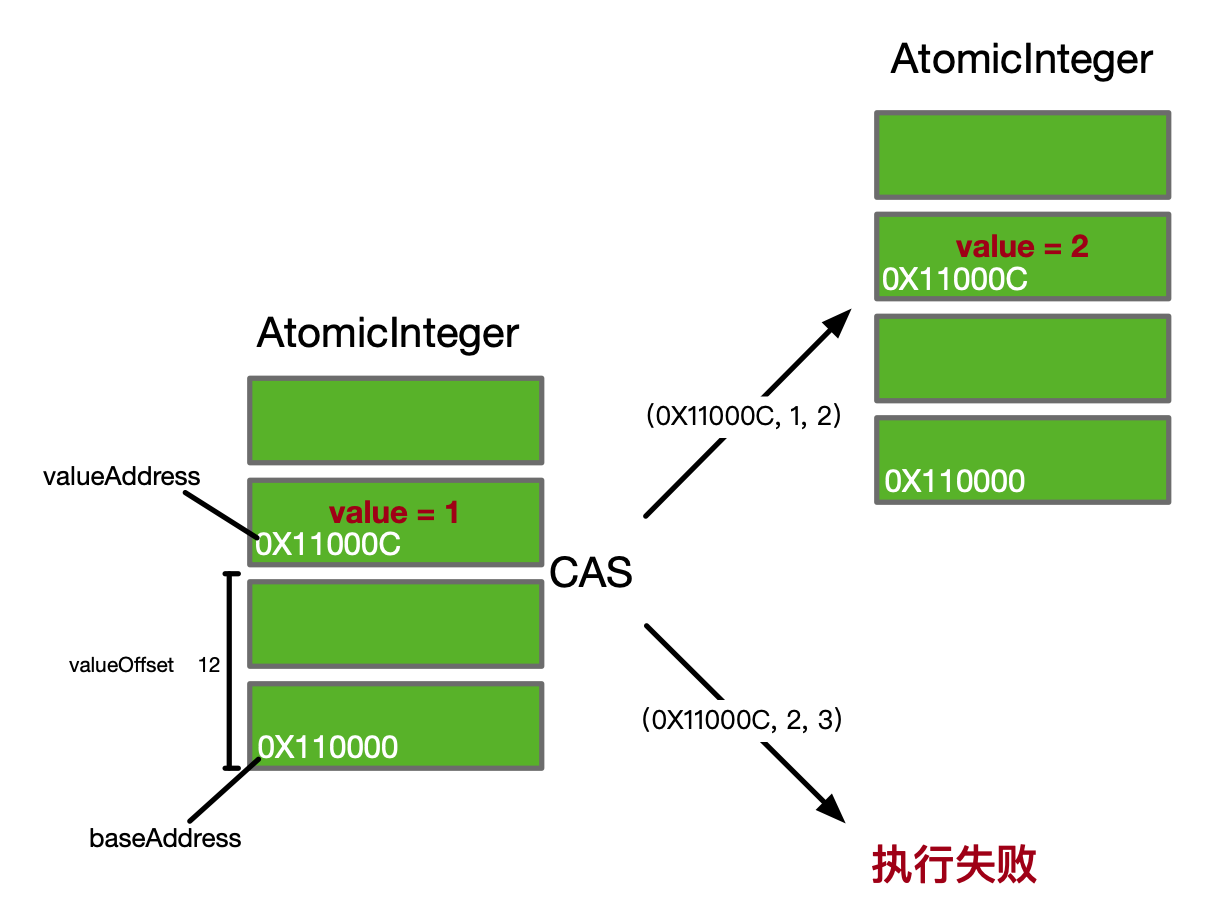 AtomicInteger
value = 2
0X11000C
0X110000
AtomicInteger
valueAddress
value = 1
0X11000C
valueOffset 12
0X110000
baseAddress
CAS
(0X11000C, 1, 2)
(0X11000C, 2, 3)
执行失败